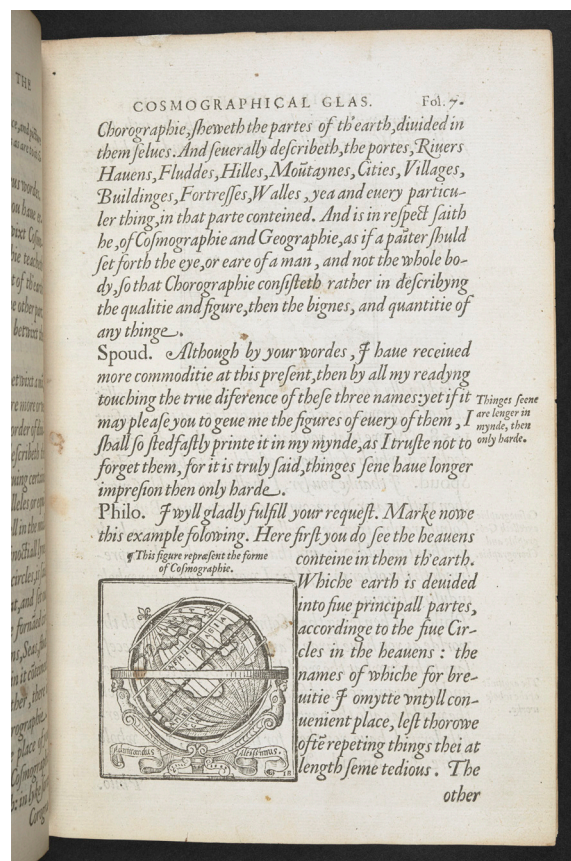 THE
COSMOGRAPHICAL GLAS. Fol. 7.
Chorographie, ſheweth the partes of th'earth, diuided in
them ſelues. And ſeuerally deſcribeth, the portes, Riuers
Hauens, Fluddes, Hilles, Moũtaynes, Cities, Villages,
Buildinges, Fortreſſes, Walles, yea and euery particu-
ler thing, in that parte conteined. And is in reſpect ſaith
he, of Coſmographie and Geographie, as if a paĩter ſhuld
ſet forth the eye, or eare of a man, and not the whole bo-
dy, ſo that Chorographie conſiſteth rather in deſcribyng
the qualitie and figure, then the bignes, and quantitie of
any thinge.
Spoud. Although by your wordes, I haue receiued
more commoditie at this preſent, then by all my readyng
touching the true diference of theſe three names: yet if it
may pleaſe you to geue me the figures of euery of them, I
ſhall ſo ſtedfaſtly printe it in my mynde, as I truſte not to
forget them, for it is truly ſaid, thinges ſene haue longer
impreſion then only harde.
Thinges ſeene
are lenger in
mynde, then
only harde.
Philo. I wyll gladly fulfill your requeſt. Marke nowe
this example folowing. Here firſt you do ſee the heauens
¶ This figure repræſent the forme
of Coſmographie.
conteine in them th'earth.
Whiche earth is deuided
into fiue principall partes,
accordinge to the fiue Cir-
cles in the heauens : the
names of whiche for bre-
uitie I omytte vntyll con-
uenient place, leſt thorowe
oftẽ repeting things thei at
length ſeme tedious. The
other